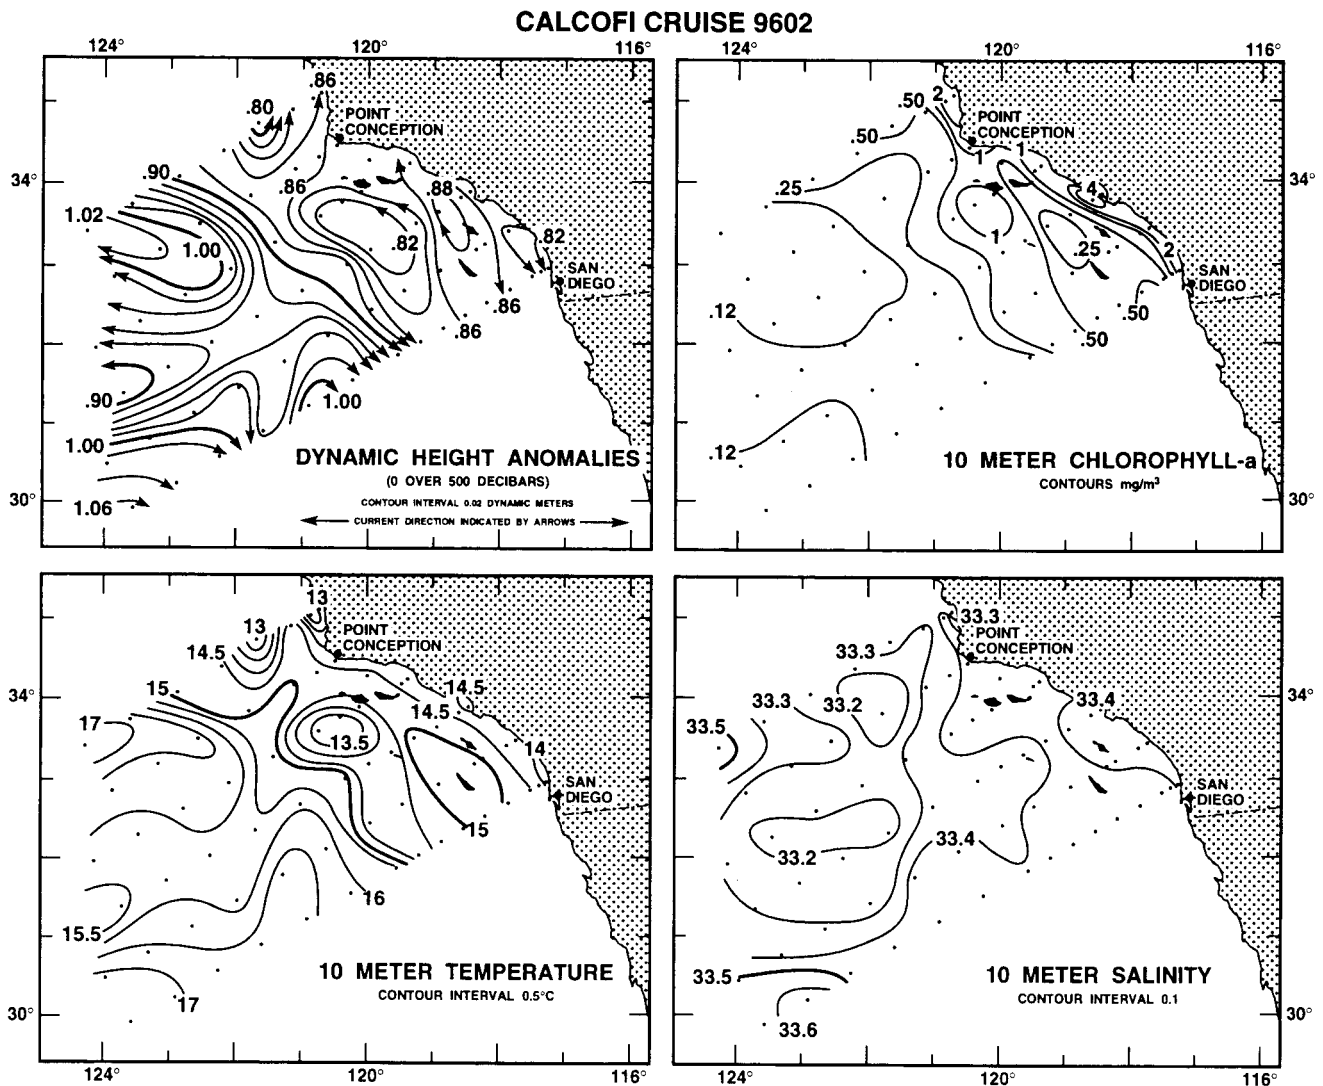 CALCOFI CRUISE 9602
124° 120° 116°
.86
.80
POINT
CONCEPTION
.90
34°
.86 .88
1.02
1.00
.82 .82
SAN
DIEGO
.86
.86
.90
1.00
1.00
1.06
30°
DYNAMIC HEIGHT ANOMALIES
(0 OVER 500 DECIBARS)
CONTOUR INTERVAL 0.02 DYNAMIC METERS
CURRENT DIRECTION INDICATED BY ARROWS
124° 120° 116°
.50 2
POINT
CONCEPTION
.50
1 1
.25
4
34°
1
.25
2
SAN
DIEGO
.12
.50
.50
.12
10 METER CHLOROPHYLL-a
CONTOURS mg/m³
30°
13
13
POINT
CONCEPTION
14.5
15
34°
14.5
14.5
17
13.5
14
SAN
DIEGO
15
16
15.5
17
10 METER TEMPERATURE
CONTOUR INTERVAL 0.5°C
30°
124° 120° 116°
33.3
POINT
CONCEPTION
33.3
33.3
33.2
33.4
34°
33.5
SAN
DIEGO
33.4
33.2
33.5
33.6
10 METER SALINITY
CONTOUR INTERVAL 0.1
30°
124° 120° 116°